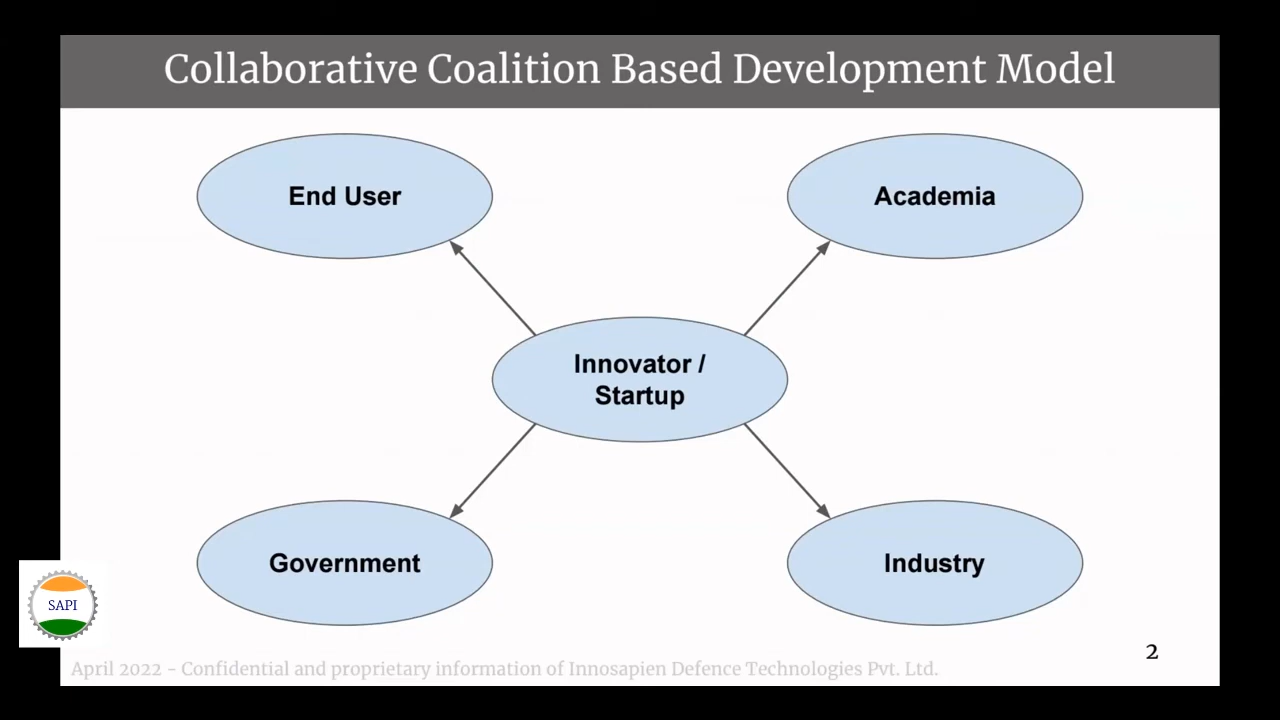 Collaborative Coalition Based Development Model
End User
Academia
Innovator /
Startup
Government
Industry
SAPI
2
April 2022 - Confidential and proprietary information of Innosapien Defence Technologies Pvt. Ltd.